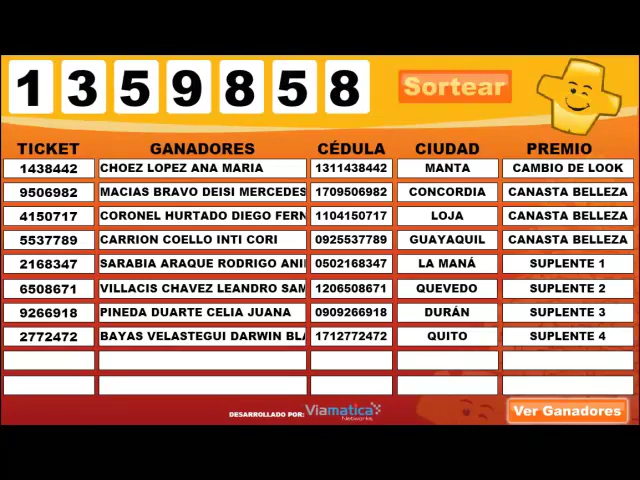 1359858
Sortear
TICKET GANADORES CÉDULA CIUDAD PREMIO
1438442 CHOEZ LOPEZ ANA MARIA 1311438442 MANTA CAMBIO DE LOOK
9506982 MACIAS BRAVO DEISI MERCEDES 1709506982 CONCORDIA CANASTA BELLEZA
4150717 CORONEL HURTADO DIEGO FERN 1104150717 LOJA CANASTA BELLEZA
5537789 CARRION COELLO INTI CORI 0925537789 GUAYAQUIL CANASTA BELLEZA
2168347 SARABIA ARAQUE RODRIGO ANI 0502168347 LA MANÁ SUPLENTE 1
6508671 VILLACIS CHAVEZ LEANDRO SAM 1206508671 QUEVEDO SUPLENTE 2
9266918 PINEDA DUARTE CELIA JUANA 0909266918 DURÁN SUPLENTE 3
2772472 BAYAS VELASTEGUI DARWIN BLA 1712772472 QUITO SUPLENTE 4
DESARROLLADO POR: Viamatica Networks
Ver Ganadores